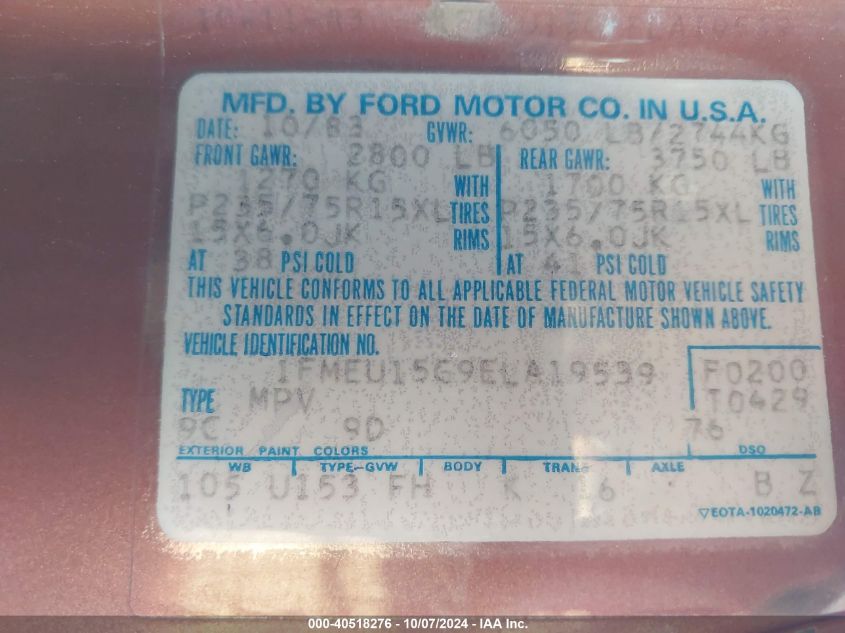 MFD. BY FORD MOTOR CO. IN U.S.A.
DATE: 10/83 GVWR: 6050 LB/2744KG
FRONT GAWR: 2800 LB REAR GAWR: 3750 LB
1270 KG WITH 1700 KG WITH
P235/75R15XL TIRES P235/75R15XL TIRES
15X6.0JK RIMS 15X6.0JK RIMS
AT 38 PSI COLD AT 41 PSI COLD
THIS VEHICLE CONFORMS TO ALL APPLICABLE FEDERAL MOTOR VEHICLE SAFETY
STANDARDS IN EFFECT ON THE DATE OF MANUFACTURE SHOWN ABOVE.
VEHICLE IDENTIFICATION NO.
1FMEU15G9ELA19539 F0200
TYPE MPV T0429
9C 9D 76
EXTERIOR PAINT COLORS DSO
WB TYPE-GVW BODY TRANS AXLE
105 U153 FH K 16 B Z
▽EOTA-1020472-AB
000-40518276 - 10/07/2024 - IAA Inc.